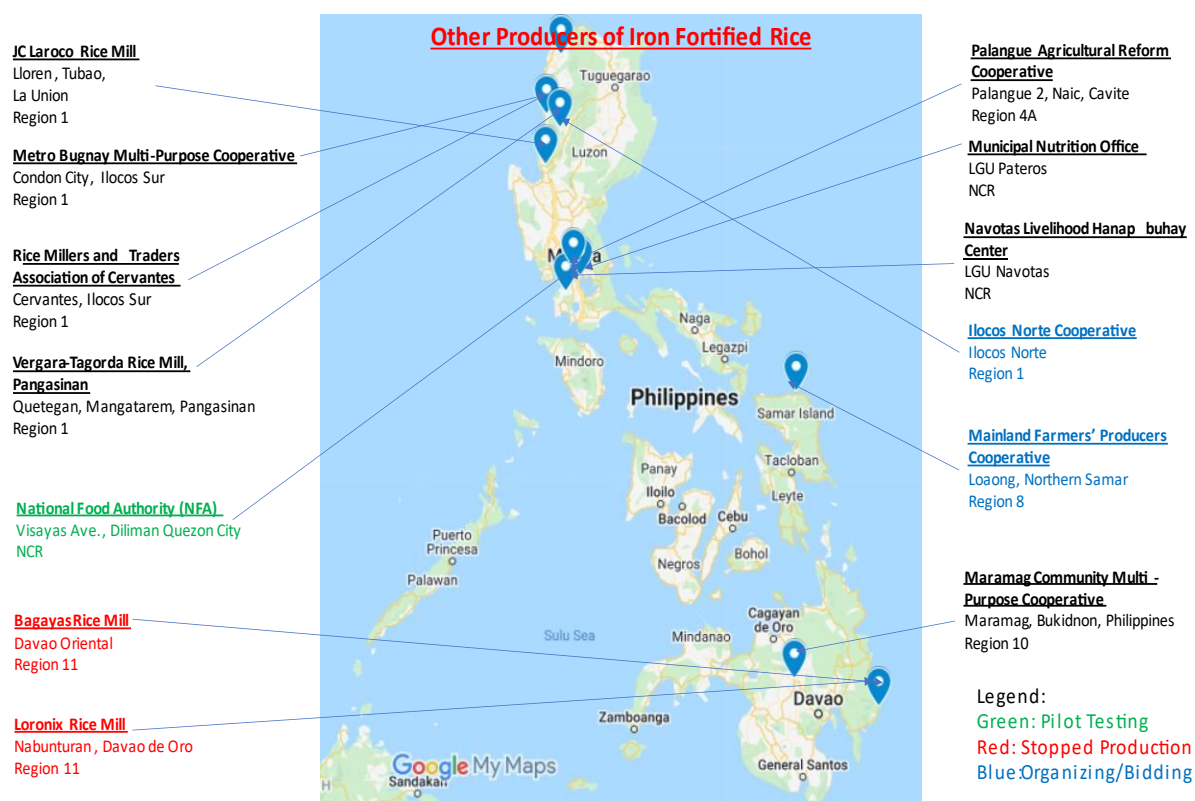 Other Producers of Iron Fortified Rice
JC Laroco Rice Mill
Lloren, Tubao,
La Union
Region 1
Metro Bugnay Multi-Purpose Cooperative
Condon City, Ilocos Sur
Region 1
Rice Millers and Traders
Association of Cervantes
Cervantes, Ilocos Sur
Region 1
Vergara-Tagorda Rice Mill,
Pangasinan
Quetegan, Mangatarem, Pangasinan
Region 1
National Food Authority (NFA)
Visayas Ave., Diliman Quezon City
NCR
Bagayas Rice Mill
Davao Oriental
Region 11
Loronix Rice Mill
Nabunturan, Davao de Oro
Region 11
Tuguegarao
Luzon
Naga
Legazpi
Mindoro
Philippines
Samar Island
Tacloban
Panay
Iloilo
Leyte
Bacolod
Cebu
Puerto
Princesa
Bohol
Negros
Palawan
Cagayan
de Oro
Sulu Sea
Mindanao
Davao
Zamboanga
General Santos
Google My Maps
Sandakan
Palangue Agricultural Reform
Cooperative
Palangue 2, Naic, Cavite
Region 4A
Municipal Nutrition Office
LGU Pateros
NCR
Navotas Livelihood Hanap buhay
Center
LGU Navotas
NCR
Ilocos Norte Cooperative
Ilocos Norte
Region 1
Mainland Farmers' Producers
Cooperative
Loaong, Northern Samar
Region 8
Maramag Community Multi -
Purpose Cooperative
Maramag, Bukidnon, Philippines
Region 10
Legend:
Green: Pilot Testing
Red: Stopped Production
Blue:Organizing/Bidding